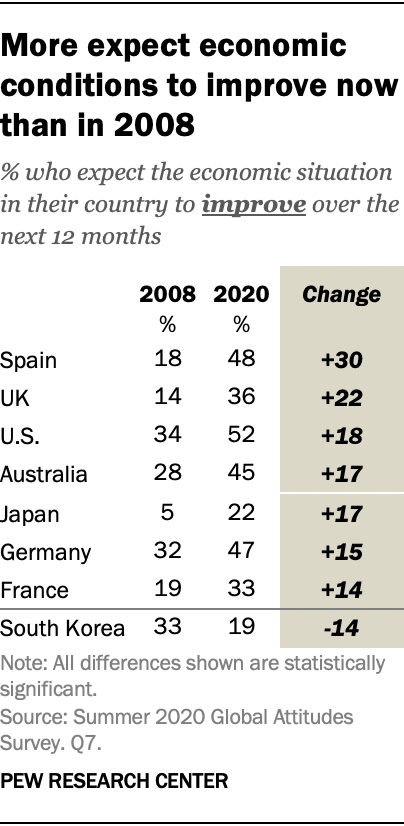 More expect economic
conditions to improve now
than in 2008
% who expect the economic situation
in their country to improve over the
next 12 months
2008 2020 Change
% %
Spain 18 48 +30
UK 14 36 +22
U.S. 34 52 +18
Australia 28 45 +17
Japan 5 22 +17
Germany 32 47 +15
France 19 33 +14
South Korea 33 19 -14
Note: All differences shown are statistically
significant.
Source: Summer 2020 Global Attitudes
Survey. Q7.
PEW RESEARCH CENTER